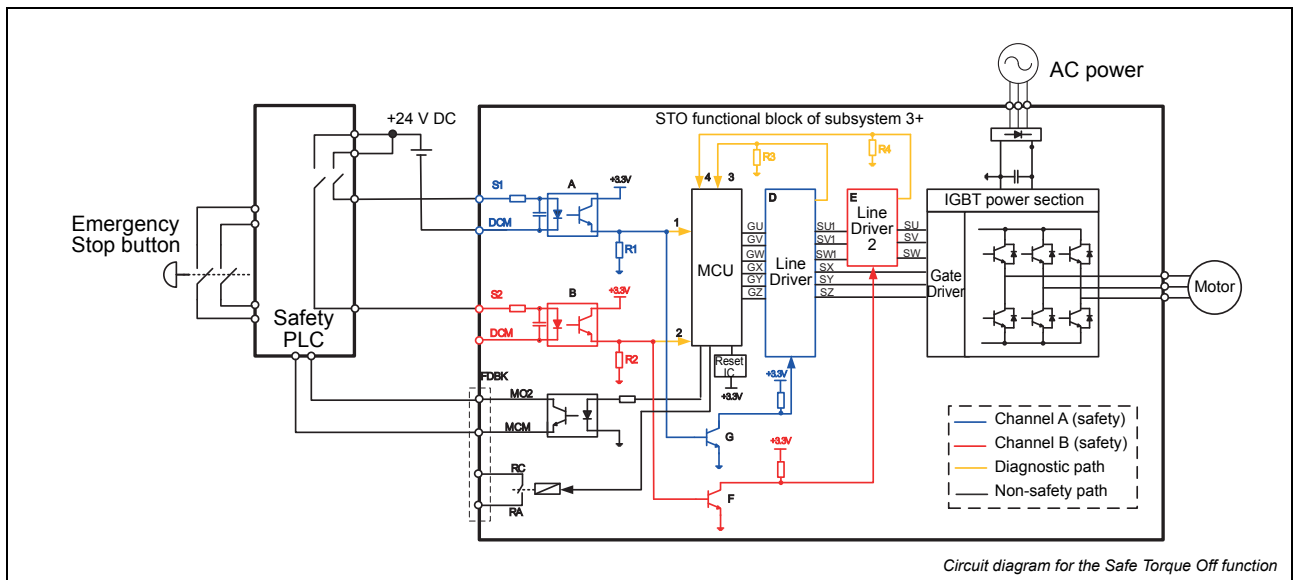 AC power
+24 V DC
STO functional block of subsystem 3+
Emergency
Stop button
Safety
PLC
S1
DCM
A
+3.3V
R1
1
S2
DCM
B
+3.3V
R2
2
4
3
R3
R4
MCU
Reset
IC
+3.3V
GU
GV
GW
GX
GY
GZ
D
Line
Driver
SU1
SV1
SW1
SX
SY
SZ
E
Line
Driver
2
SU
SV
SW
IGBT power section
Gate
Driver
Motor
FDBK
MO2
MCM
RC
RA
+3.3V
G
+3.3V
F
Channel A (safety)
Channel B (safety)
Diagnostic path
Non-safety path
Circuit diagram for the Safe Torque Off function